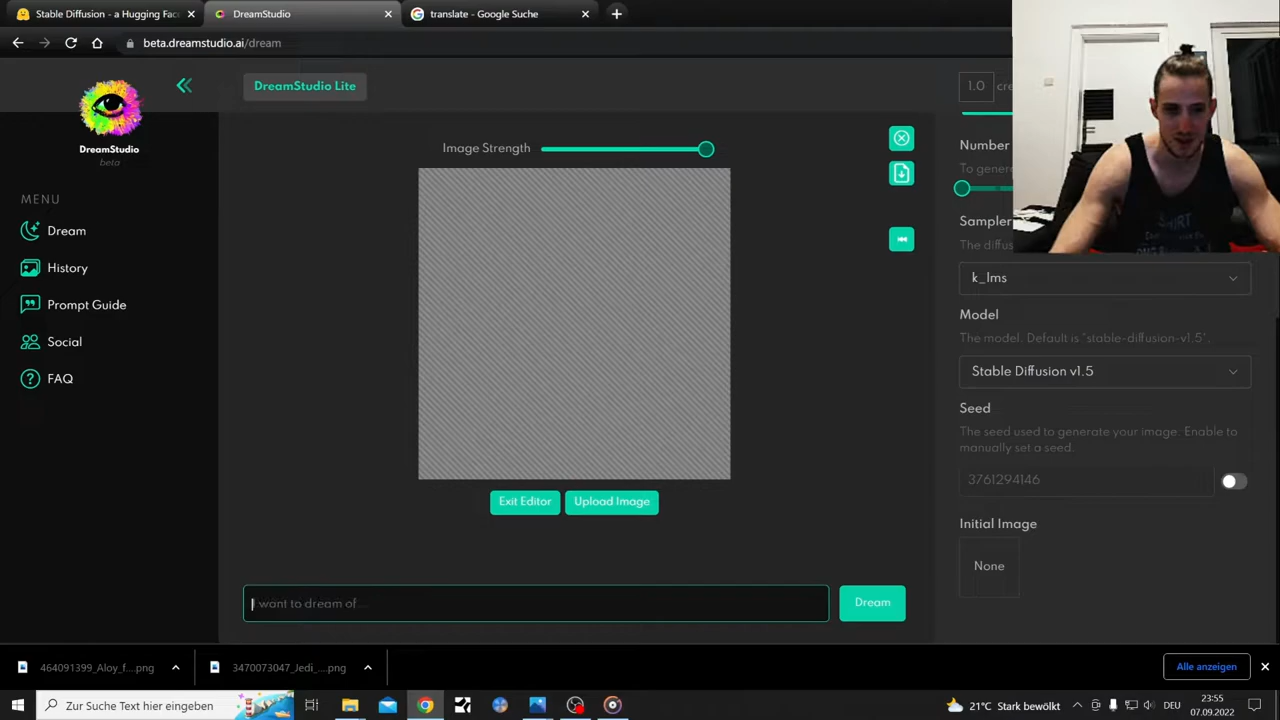 Stable Diffusion - a Hugging Fac
DreamStudio
translate - Google Suche
beta.dreamstudio.ai/dream
DreamStudio
beta
DreamStudio Lite
1.0
MENU
Dream
History
Prompt Guide
Social
FAQ
Image Strength
Exit Editor
Upload Image
I want to dream of...
Dream
Number
To gener
Sampler
The diffus
k_lms
Model
The model. Default is "stable-diffusion-v1.5".
Stable Diffusion v1.5
Seed
The seed used to generate your image. Enable to
manually set a seed.
3761294146
Initial Image
None
464091399_Aloy_f....png
3470073047_Jedi_....png
Alle anzeigen
Zur Suche Text hier eingeben
21°C Stark bewölkt
DEU
23:55
07.09.2022